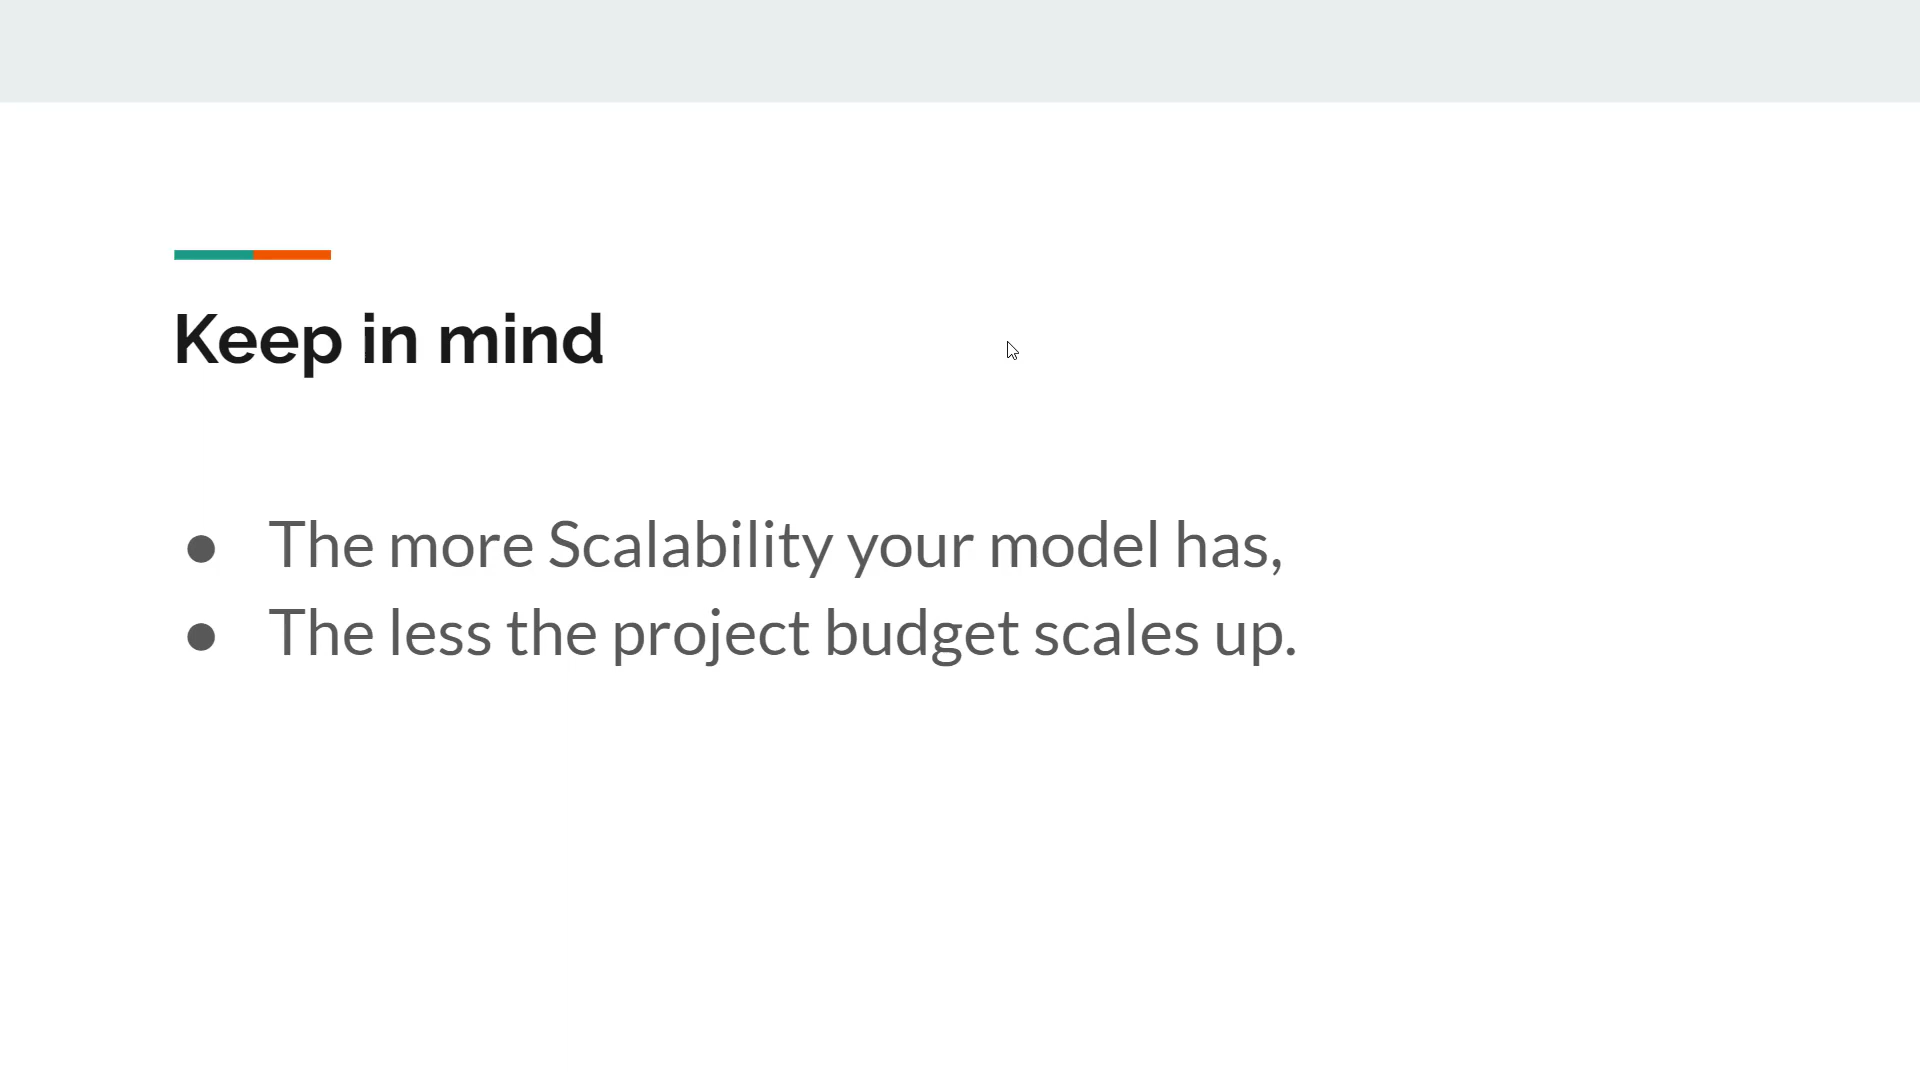 Keep in mind
● The more Scalability your model has,
● The less the project budget scales up.